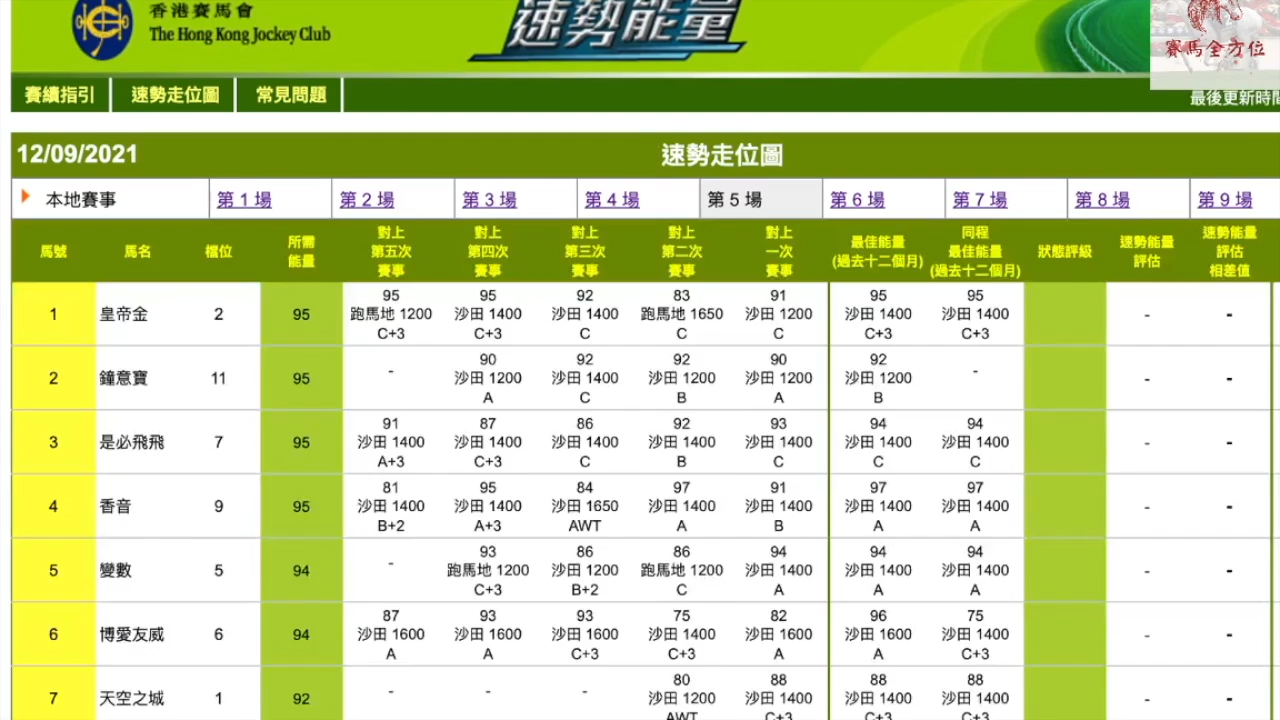 香港賽馬會
The Hong Kong Jockey Club
速勢能量
賽馬全方位
賽績指引 速勢走位圖 常見問題
最後更新時間
12/09/2021 速勢走位圖
本地賽事 第 1 場 第 2 場 第 3 場 第 4 場 第 5 場 第 6 場 第 7 場 第 8 場 第 9 場
馬號 馬名 檔位 所需能量 對上第五次賽事 對上第四次賽事 對上第三次賽事 對上第二次賽事 對上一次賽事 最佳能量(過去十二個月) 同程最佳能量(過去十二個月) 狀態評級 速勢能量評估 速勢能量評估相差值
95 95 92 83 91 95 95
1 皇帝金 2 95 跑馬地 1200 沙田 1400 沙田 1400 跑馬地 1650 沙田 1200 沙田 1400 沙田 1400 - -
C+3 C+3 C C C C+3 C+3
90 92 92 90 92
2 鐘意寶 11 95 - 沙田 1200 沙田 1400 沙田 1200 沙田 1200 沙田 1200 - - -
A C B A B
91 87 86 92 93 94 94
3 是必飛飛 7 95 沙田 1400 沙田 1400 沙田 1400 沙田 1400 沙田 1400 沙田 1400 沙田 1400 - -
A+3 C+3 C B C C C
81 95 84 97 91 97 97
4 香音 9 95 沙田 1400 沙田 1400 沙田 1650 沙田 1400 沙田 1400 沙田 1400 沙田 1400 - -
B+2 A+3 AWT A B A A
93 86 86 94 94 94
5 變數 5 94 - 跑馬地 1200 沙田 1200 跑馬地 1200 沙田 1400 沙田 1400 沙田 1400 - -
C+3 B+2 C A A A
87 93 93 75 82 96 75
6 博愛友威 6 94 沙田 1600 沙田 1600 沙田 1600 沙田 1400 沙田 1600 沙田 1600 沙田 1400 - -
A A C+3 C+3 A A C+3
80 88 88 88
7 天空之城 1 92 - - - 沙田 1200 沙田 1400 沙田 1400 沙田 1400 - -
AWT C+3 C+3 C+3